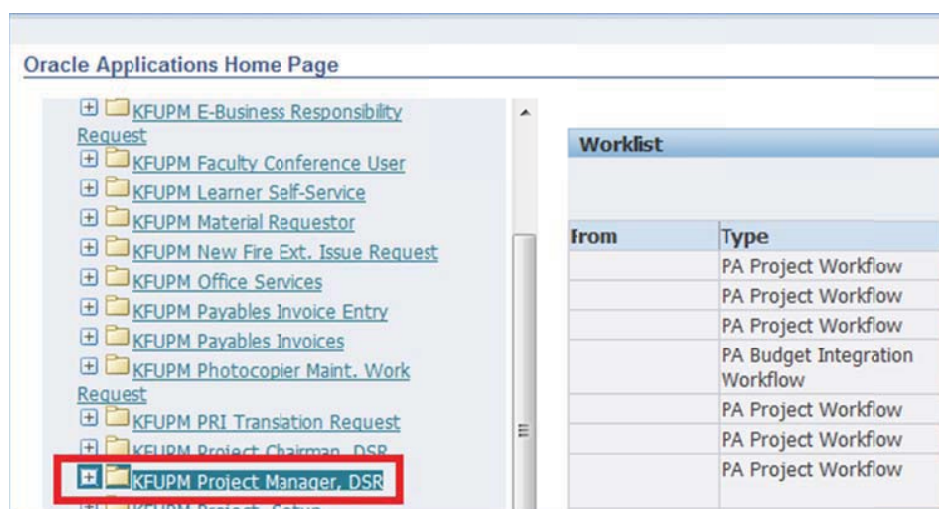 Oracle Applications Home Page
KFUPM E-Business Responsibility
Request
KFUPM Faculty Conference User
KFUPM Learner Self-Service
KFUPM Material Requestor
KFUPM New Fire Ext. Issue Request
KFUPM Office Services
KFUPM Payables Invoice Entry
KFUPM Payables Invoices
KFUPM Photocopier Maint. Work
Request
KFUPM PRI Translation Request
KFUPM Project Chairman, DSR
KFUPM Project Manager, DSR
KFUPM Project Setup
Worklist
From Type
PA Project Workflow
PA Project Workflow
PA Project Workflow
PA Budget Integration
Workflow
PA Project Workflow
PA Project Workflow
PA Project Workflow